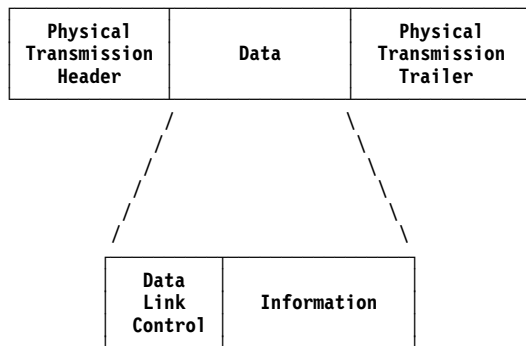 Physical
Transmission
Header
Data
Physical
Transmission
Trailer
Data
Link
Control
Information